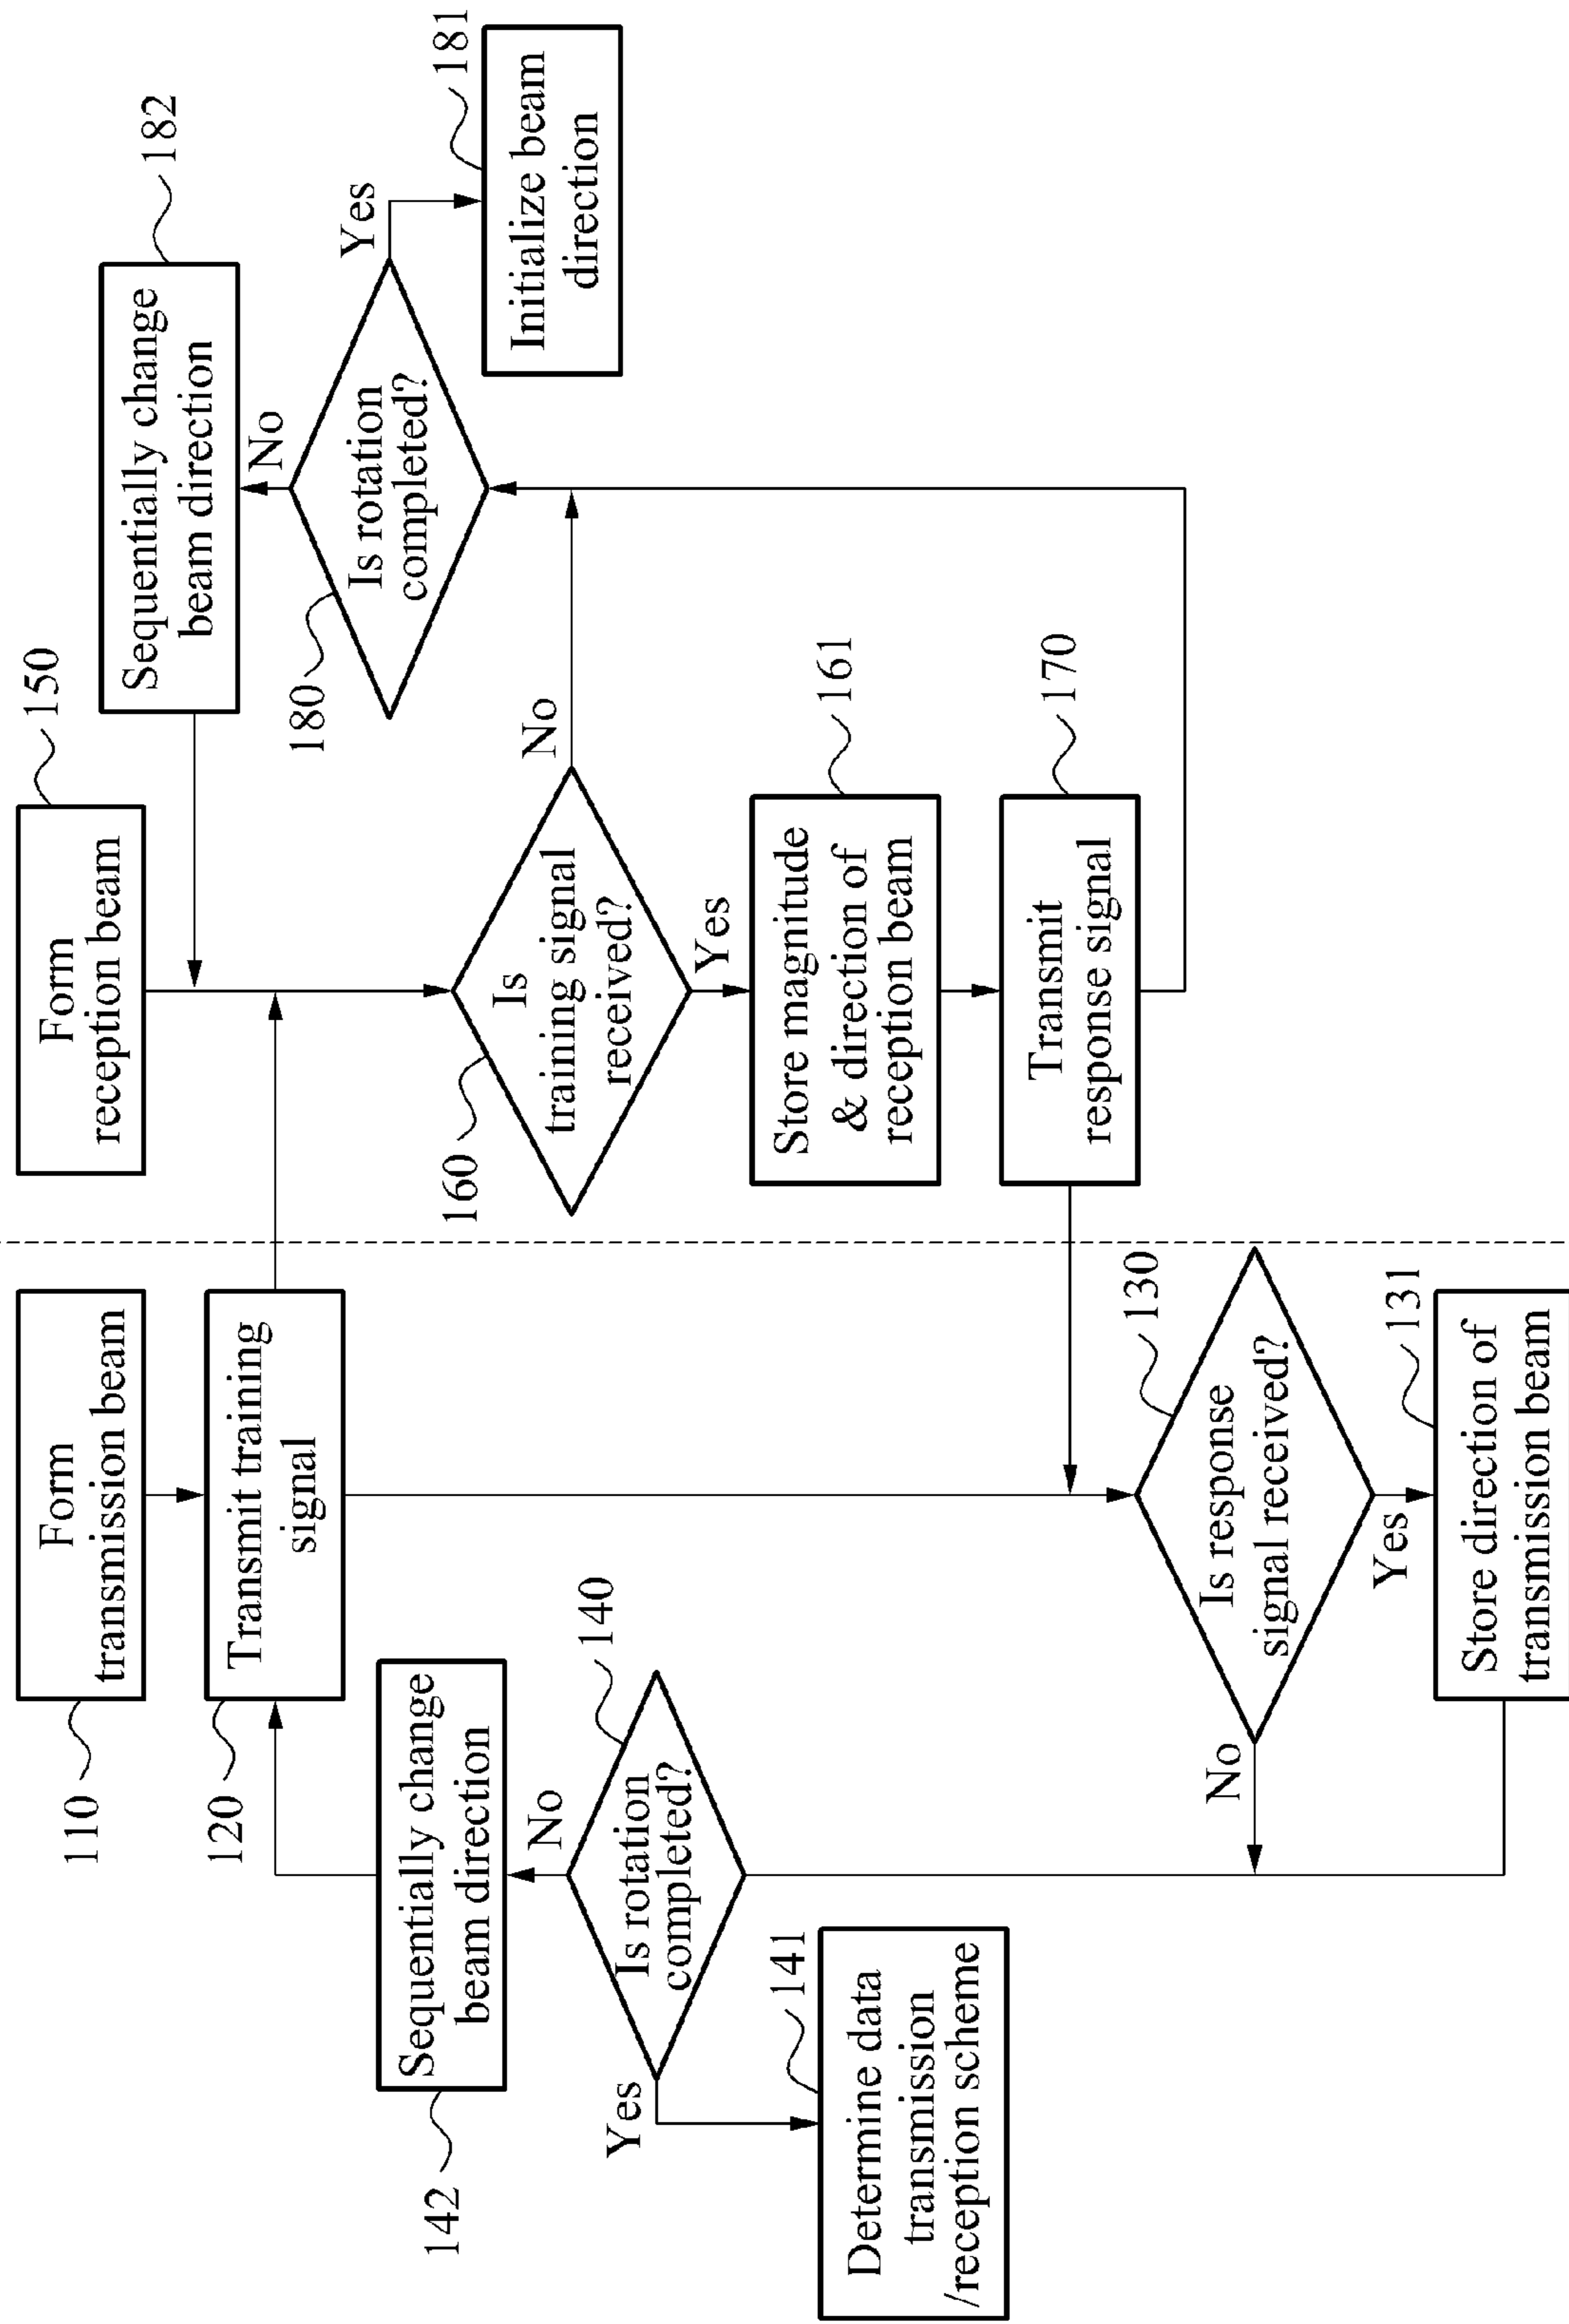 110
Form
transmission beam
120
Transmit training
signal
142
Sequentially change
beam direction
No
140
Is rotation
completed?
Yes
141
Determine data
transmission
/reception scheme
130
Is response
signal received?
No
Yes
131
Store direction of
transmission beam
150
Form
reception beam
182
Sequentially change
beam direction
No
180
Is rotation
completed?
Yes
181
Initialize beam
direction
160
Is
training signal
received?
No
Yes
161
Store magnitude
& direction of
reception beam
170
Transmit
response signal